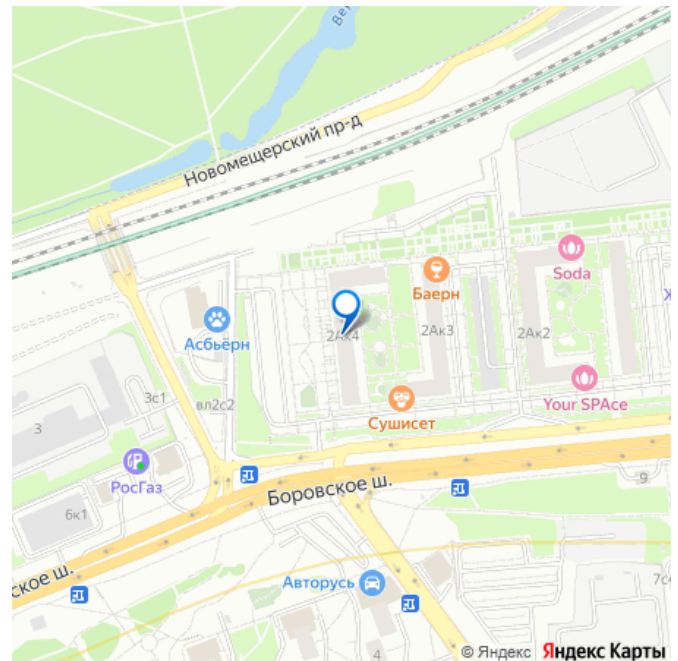 Вер
Новомещерский пр-д
Soda
Баерн
Ж
Асбьёрн
2Ак4
2Ак3
2Ак2
3с1
вл2с2
3
Сушисет
Your SPAce
РосГаз
6к1
Боровское ш.
9
ское ш.
Авторусь
7с
4
© Яндекс Яндекс Карты